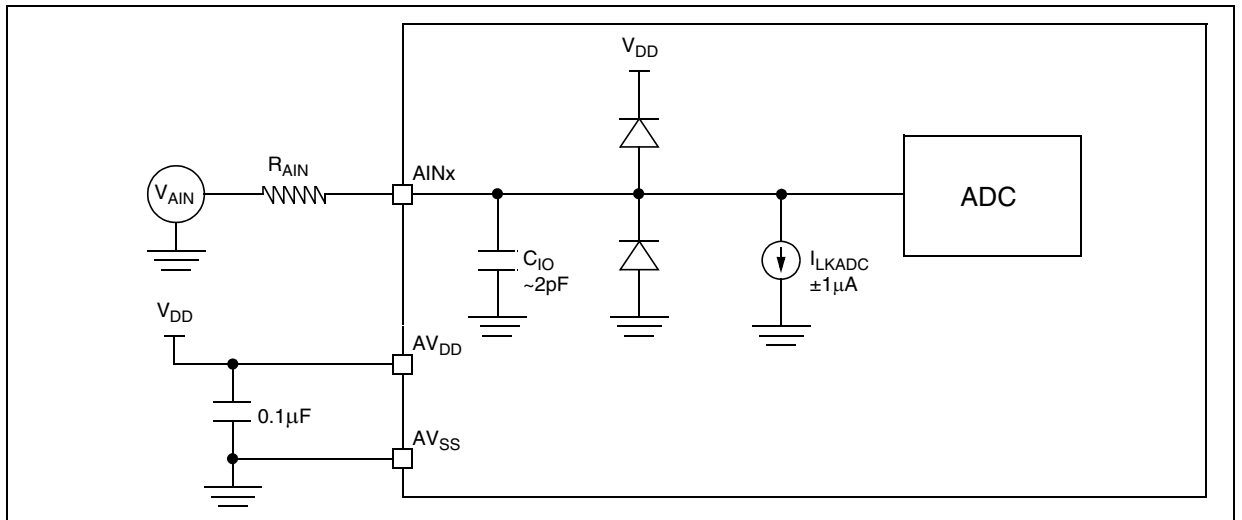 V_DD
R_AIN
AINx
V_AIN
ADC
C_IO
~2pF
I_LKADC
±1μA
V_DD
AV_DD
0.1μF
AV_SS